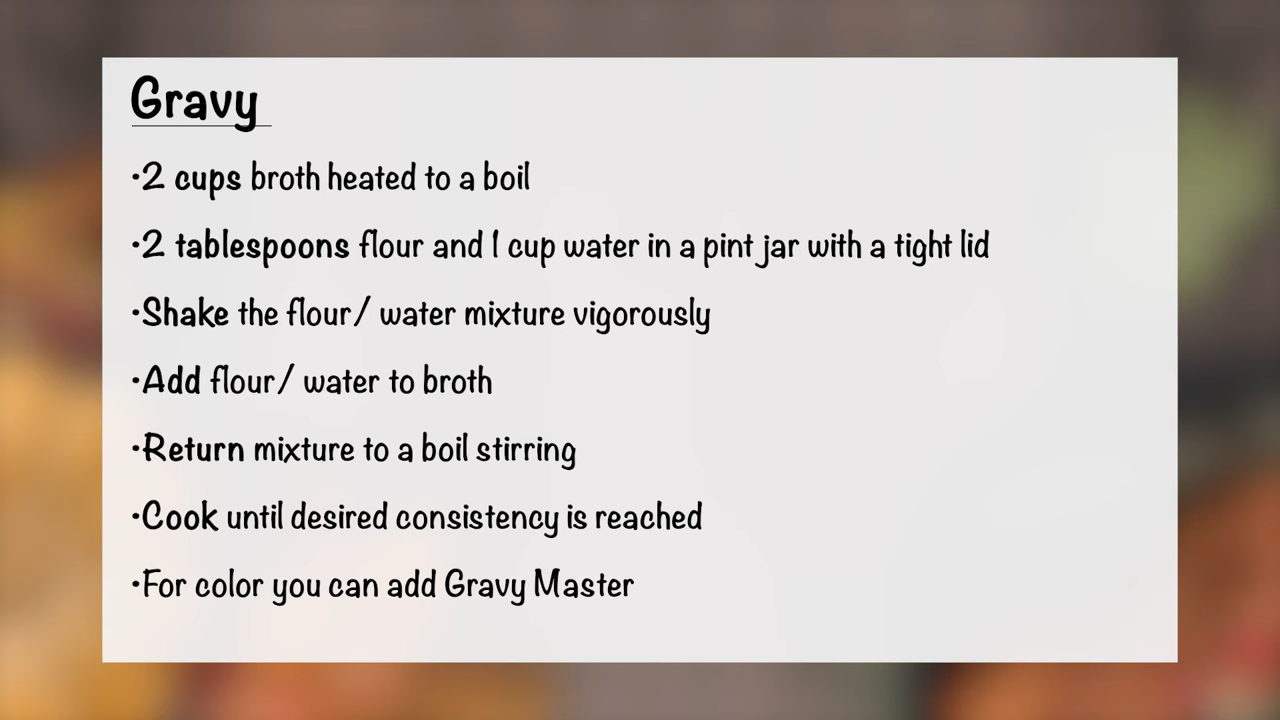 Gravy
•2 cups broth heated to a boil
•2 tablespoons flour and 1 cup water in a pint jar with a tight lid
•Shake the flour/ water mixture vigorously
•Add flour/ water to broth
•Return mixture to a boil stirring
•Cook until desired consistency is reached
•For color you can add Gravy Master